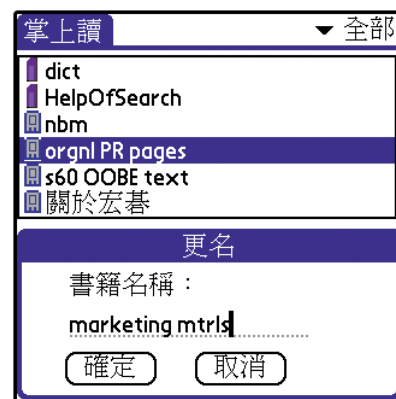 掌上讀 全部
dict
HelpOfSearch
nbm
orgnl PR pages
s60 OOBE text
關於宏碁
更名
書籍名稱：
marketing mtrls
確定 取消